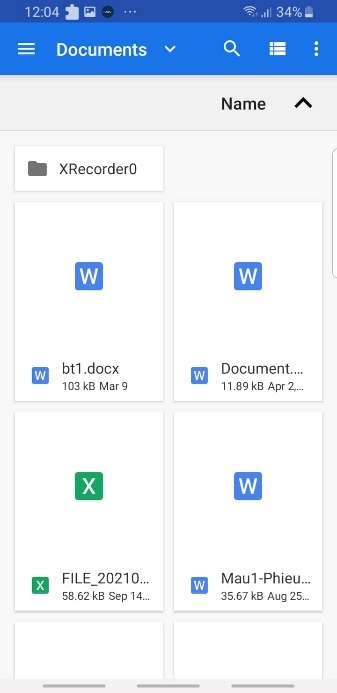 12:04 34%
Documents
Name
XRecorder0
W W
W bt1.docx
103 kB Mar 9
W Document....
11.89 kB Apr 2,...
X W
X FILE_20210...
58.62 kB Sep 14...
W Mau1-Phieu...
35.67 kB Aug 25...